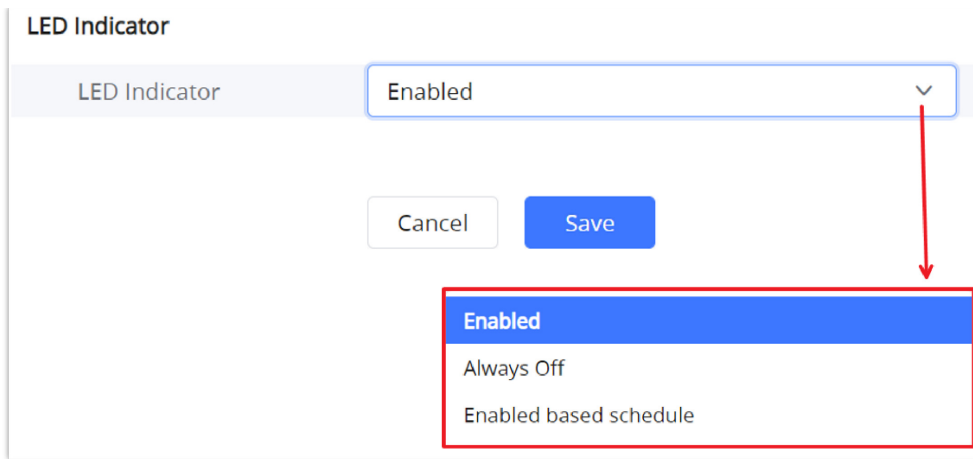 LED Indicator
LED Indicator
Enabled
Cancel
Save
Enabled
Always Off
Enabled based schedule